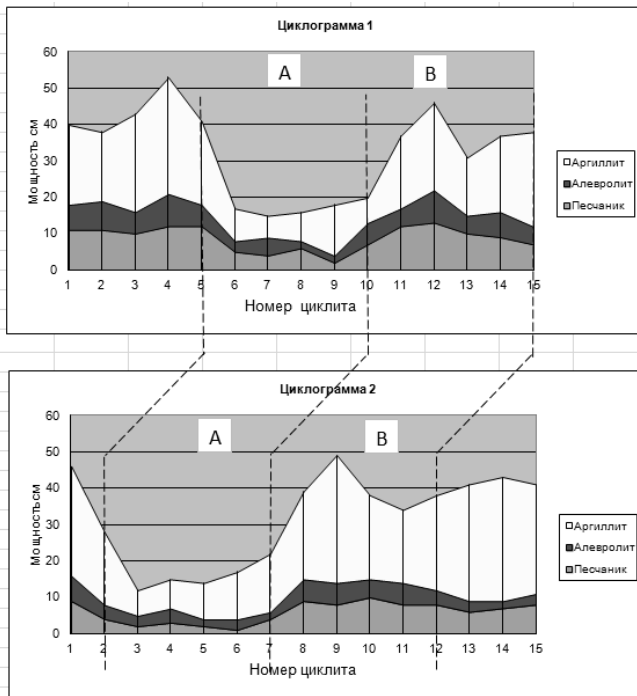 Циклограмма 1
Мощность см
60
50
40
30
20
10
0
A
B
1 2 3 4 5 6 7 8 9 10 11 12 13 14 15
Номер циклита
Аргиллит
Алевролит
Песчаник
Циклограмма 2
Мощностьсм
60
50
40
30
20
10
0
A
B
1 2 3 4 5 6 7 8 9 10 11 12 13 14 15
Номер циклита
Аргиллит
Алевролит
Песчаник